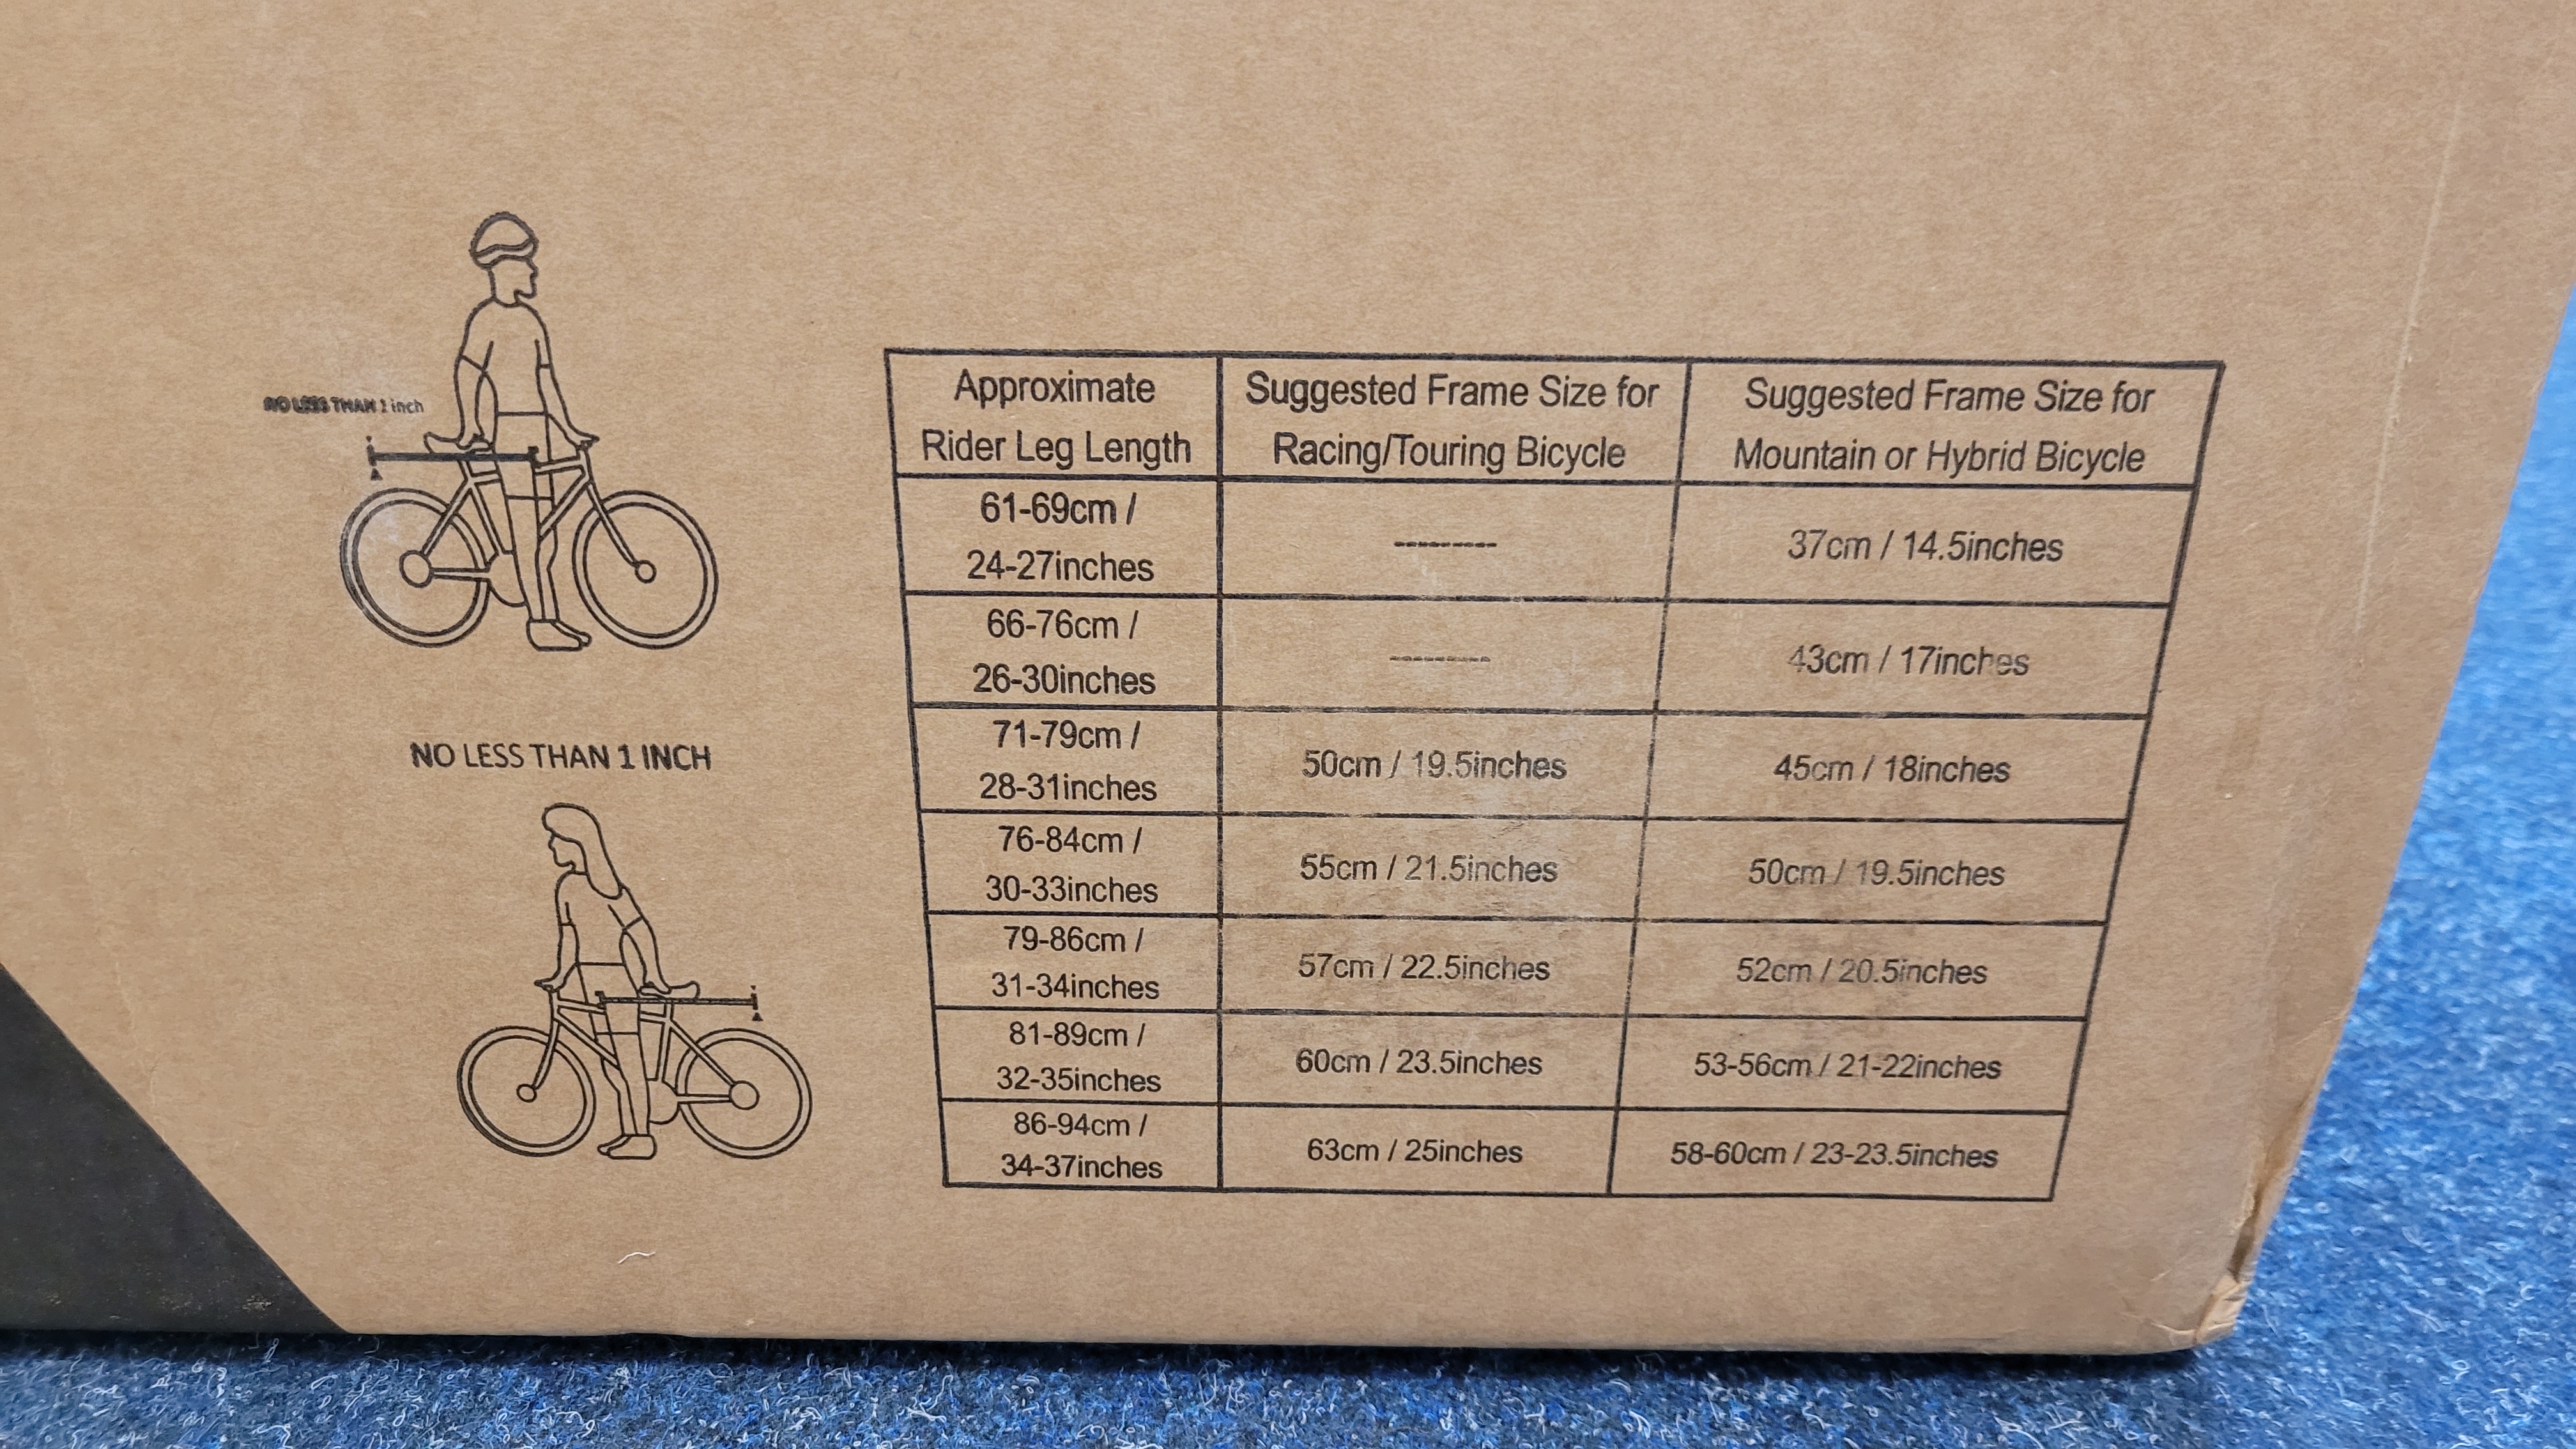 NO LESS THAN 1 inch
NO LESS THAN 1 INCH
Approximate
Rider Leg Length
Suggested Frame Size for
Racing/Touring Bicycle
Suggested Frame Size for
Mountain or Hybrid Bicycle
61-69cm /
24-27inches
--------
37cm / 14.5inches
66-76cm /
26-30inches
--------
43cm / 17inches
71-79cm /
28-31inches
50cm / 19.5inches
45cm / 18inches
76-84cm /
30-33inches
55cm / 21.5inches
50cm / 19.5inches
79-86cm /
31-34inches
57cm / 22.5inches
52cm / 20.5inches
81-89cm /
32-35inches
60cm / 23.5inches
53-56cm / 21-22inches
86-94cm /
34-37inches
63cm / 25inches
58-60cm / 23-23.5inches